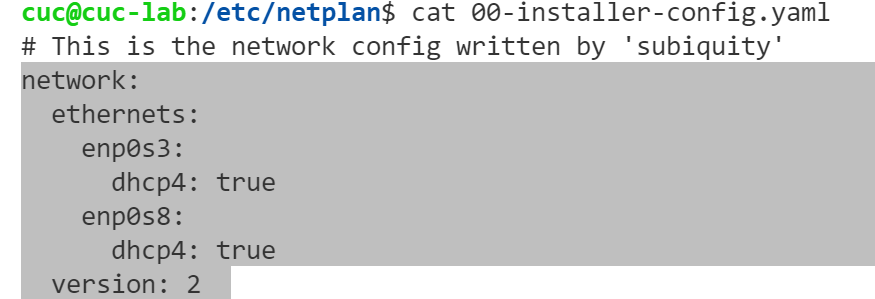 cuc@cuc-lab:/etc/netplan$ cat 00-installer-config.yaml
# This is the network config written by 'subiquity'
network:
  ethernets:
    enp0s3:
      dhcp4: true
    enp0s8:
      dhcp4: true
  version: 2